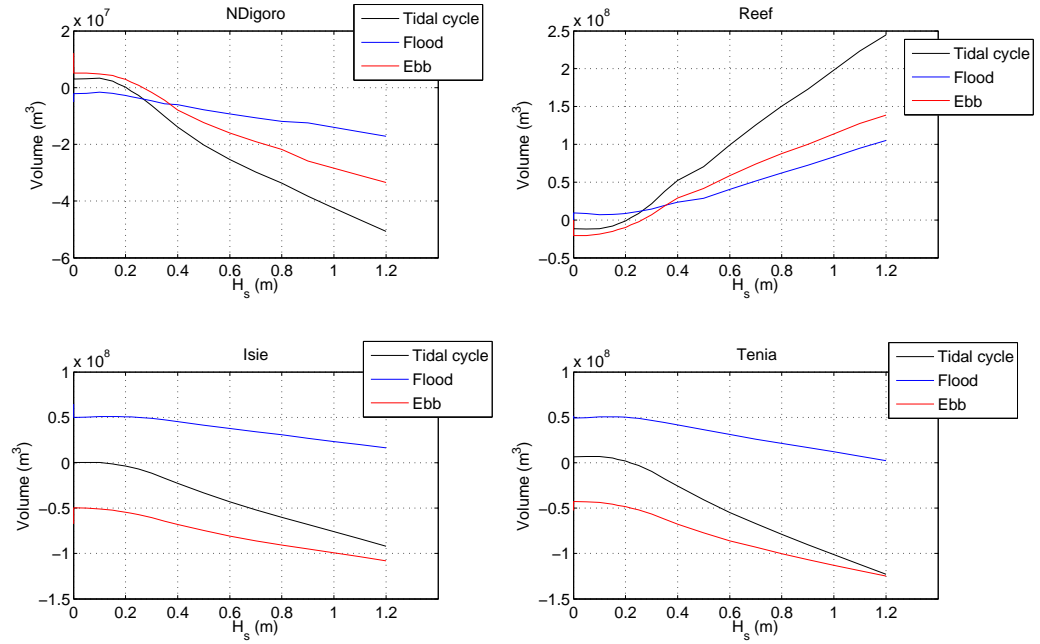 NDigoro
x 10^7
Tidal cycle
Flood
Ebb
2
0
−2
−4
−6
Volume (m^3)
0 0.2 0.4 0.6 0.8 1 1.2
H_s (m)
Reef
x 10^8
Tidal cycle
Flood
Ebb
2.5
2
1.5
1
0.5
0
−0.5
Volume (m^3)
0 0.2 0.4 0.6 0.8 1 1.2
H_s (m)
Isie
x 10^8
Tidal cycle
Flood
Ebb
1
0.5
0
−0.5
−1
−1.5
Volume (m^3)
0 0.2 0.4 0.6 0.8 1 1.2
H_s (m)
Tenia
x 10^8
Tidal cycle
Flood
Ebb
1
0.5
0
−0.5
−1
−1.5
Volume (m^3)
0 0.2 0.4 0.6 0.8 1 1.2
H_s (m)